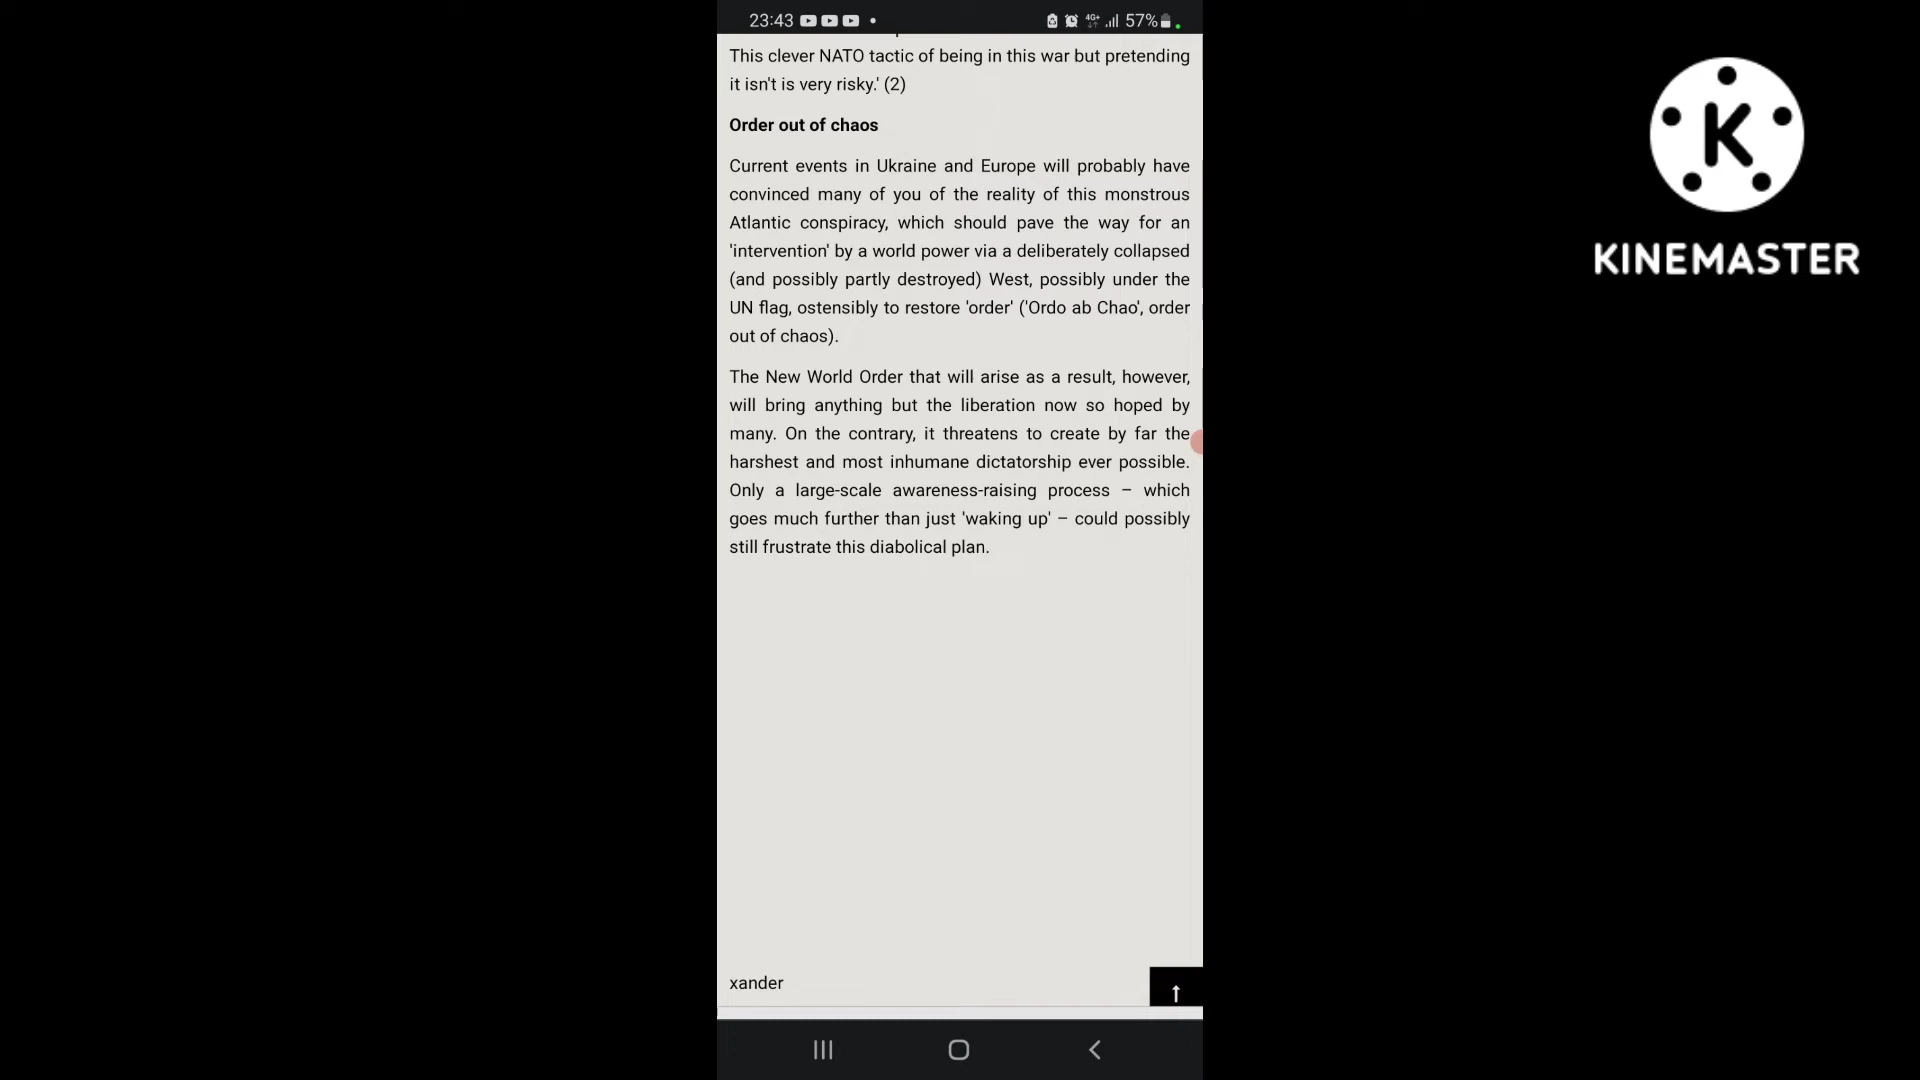 23:43
4G+ 57%
This clever NATO tactic of being in this war but pretending
it isn't is very risky.' (2)
Order out of chaos
Current events in Ukraine and Europe will probably have
convinced many of you of the reality of this monstrous
Atlantic conspiracy, which should pave the way for an
'intervention' by a world power via a deliberately collapsed
(and possibly partly destroyed) West, possibly under the
UN flag, ostensibly to restore 'order' ('Ordo ab Chao', order
out of chaos).
The New World Order that will arise as a result, however,
will bring anything but the liberation now so hoped by
many. On the contrary, it threatens to create by far the
harshest and most inhumane dictatorship ever possible.
Only a large-scale awareness-raising process – which
goes much further than just 'waking up' – could possibly
still frustrate this diabolical plan.
xander
K
KINEMASTER